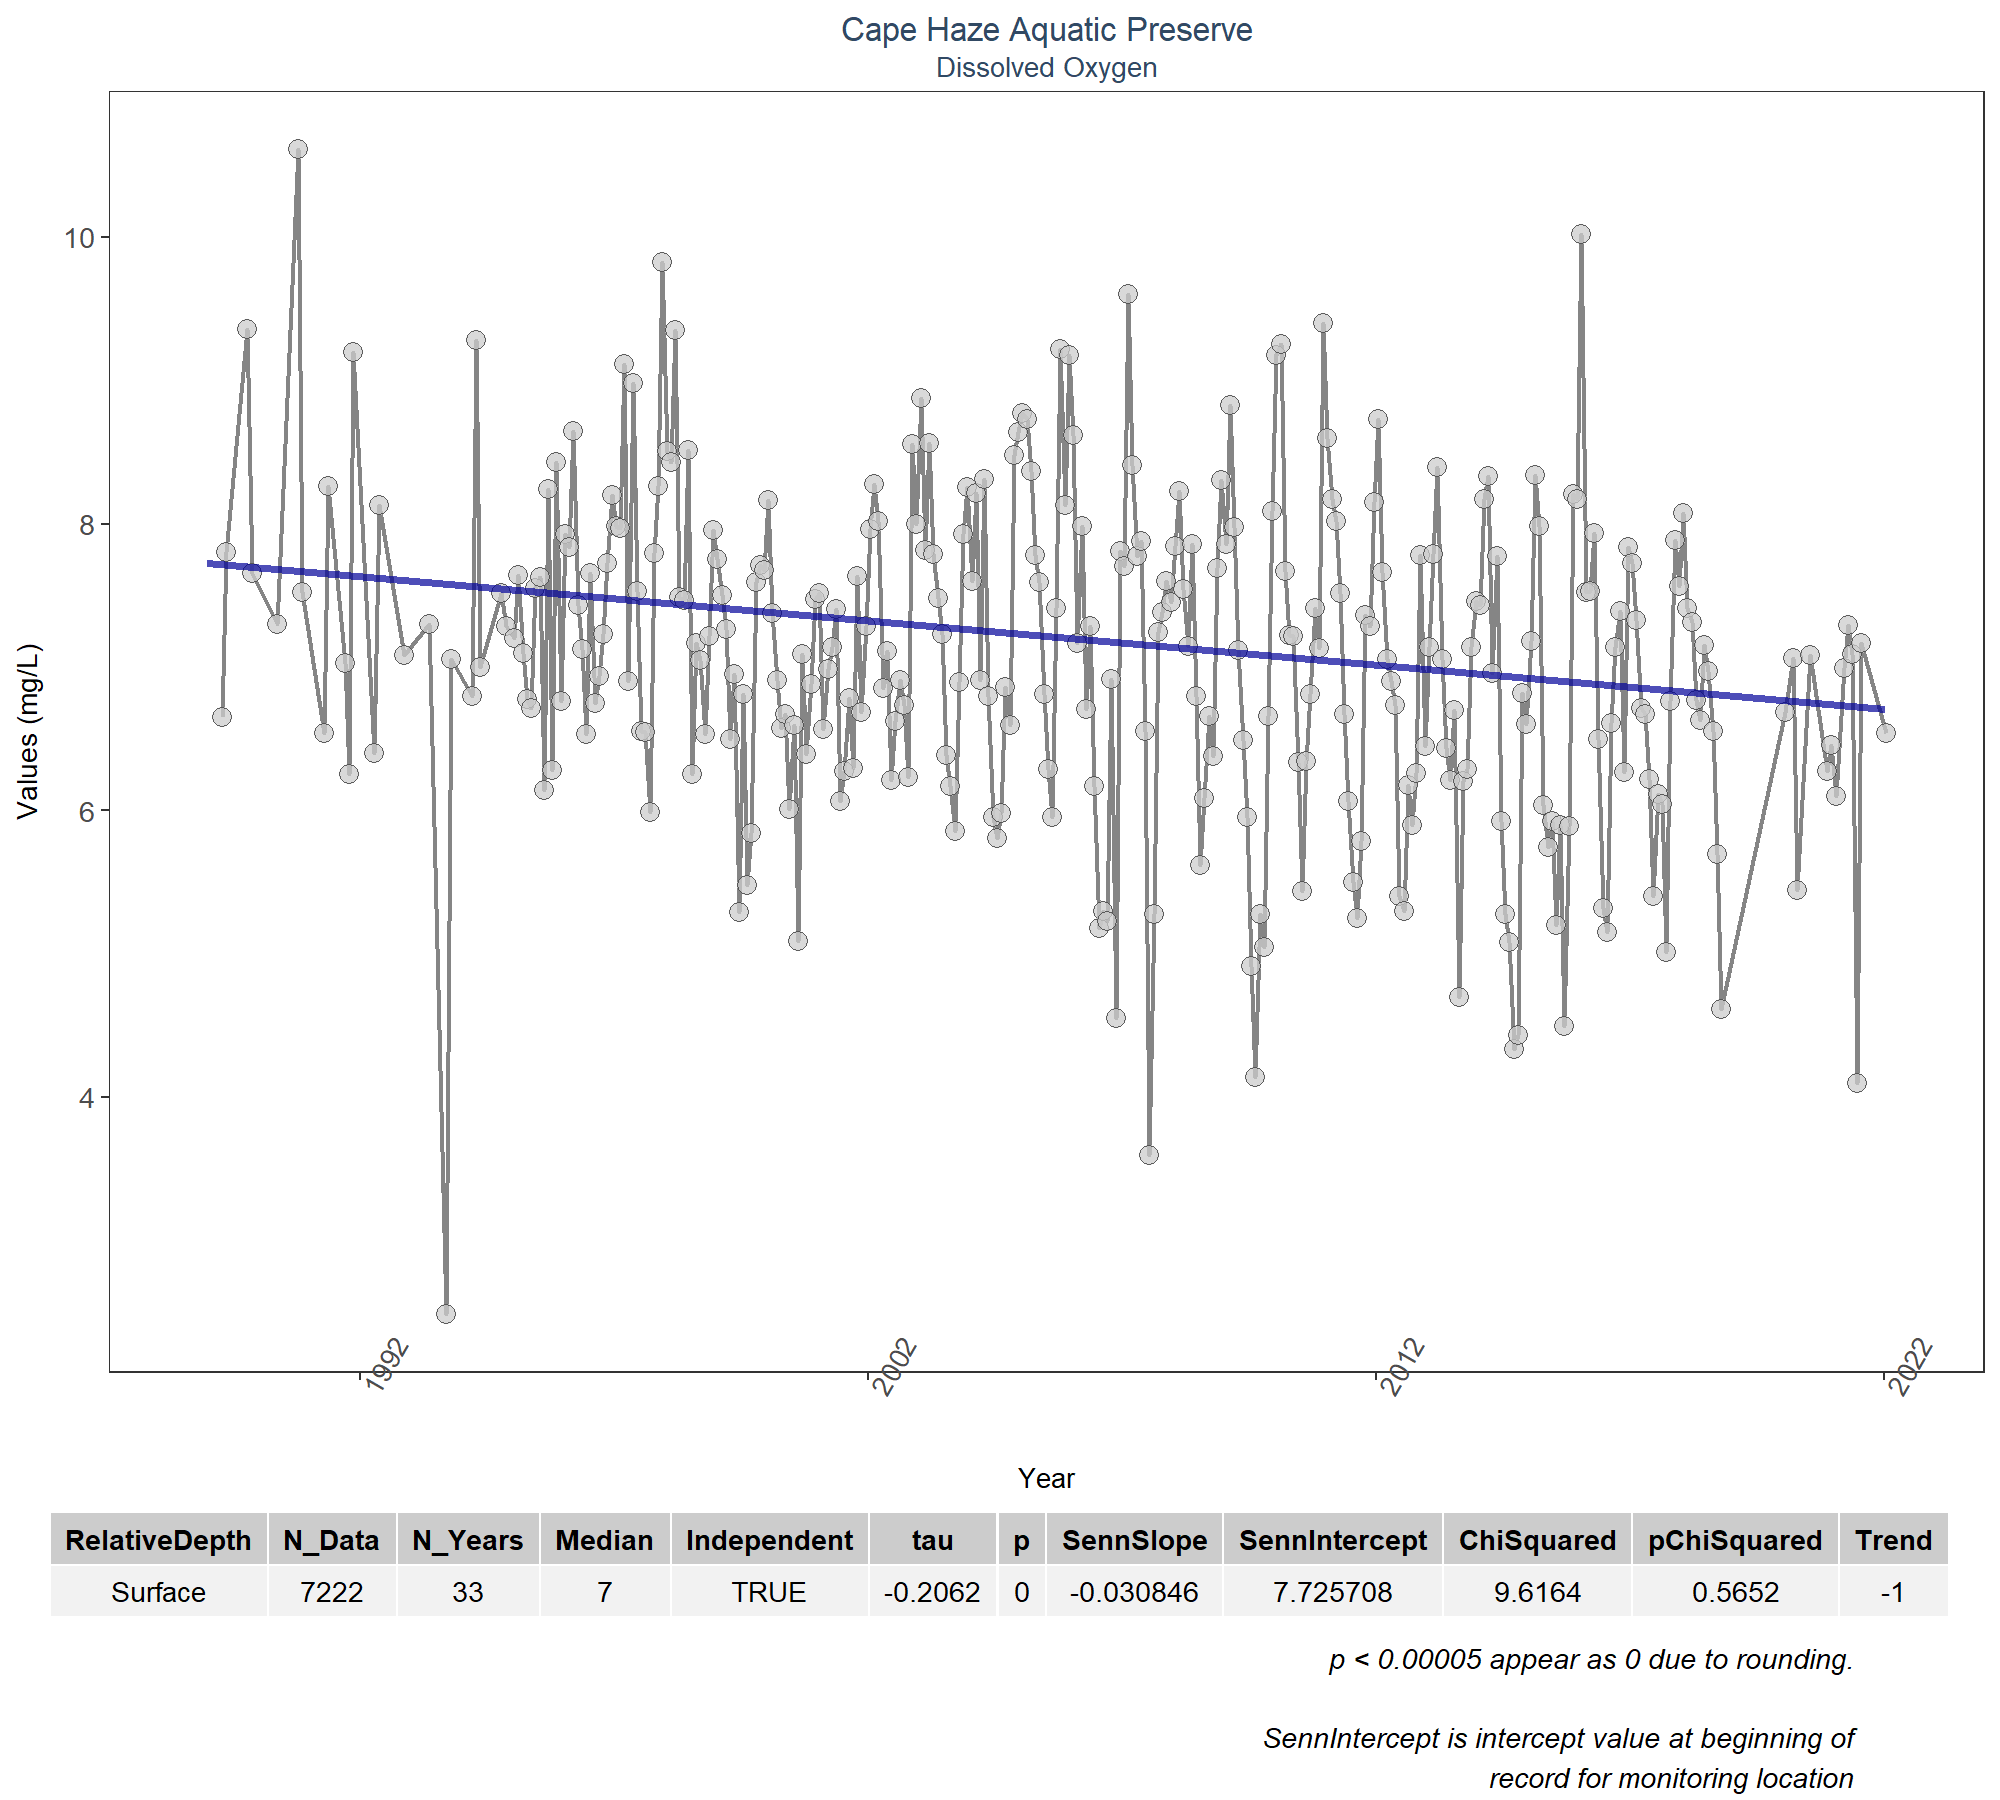 Cape Haze Aquatic Preserve
Dissolved Oxygen
Values (mg/L)
10
8
6
4
1992
2002
2012
2022
Year
RelativeDepth N_Data N_Years Median Independent tau p SennSlope SennIntercept ChiSquared pChiSquared Trend
Surface 7222 33 7 TRUE -0.2062 0 -0.030846 7.725708 9.6164 0.5652 -1
p < 0.00005 appear as 0 due to rounding.
SennIntercept is intercept value at beginning of
record for monitoring location